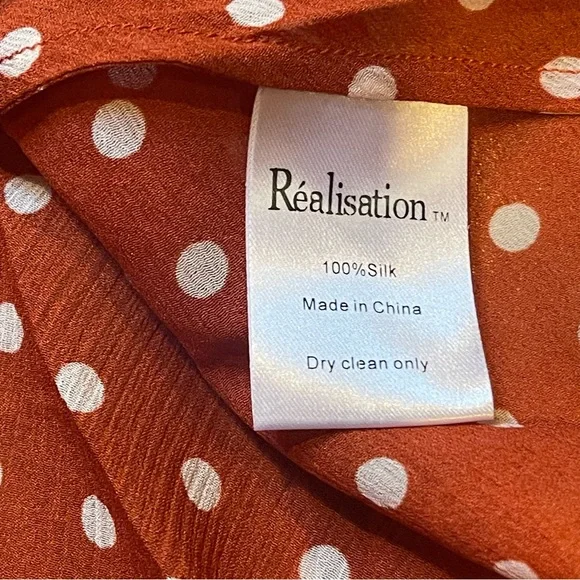 Réalisation ™
100%Silk
Made in China
Dry clean only